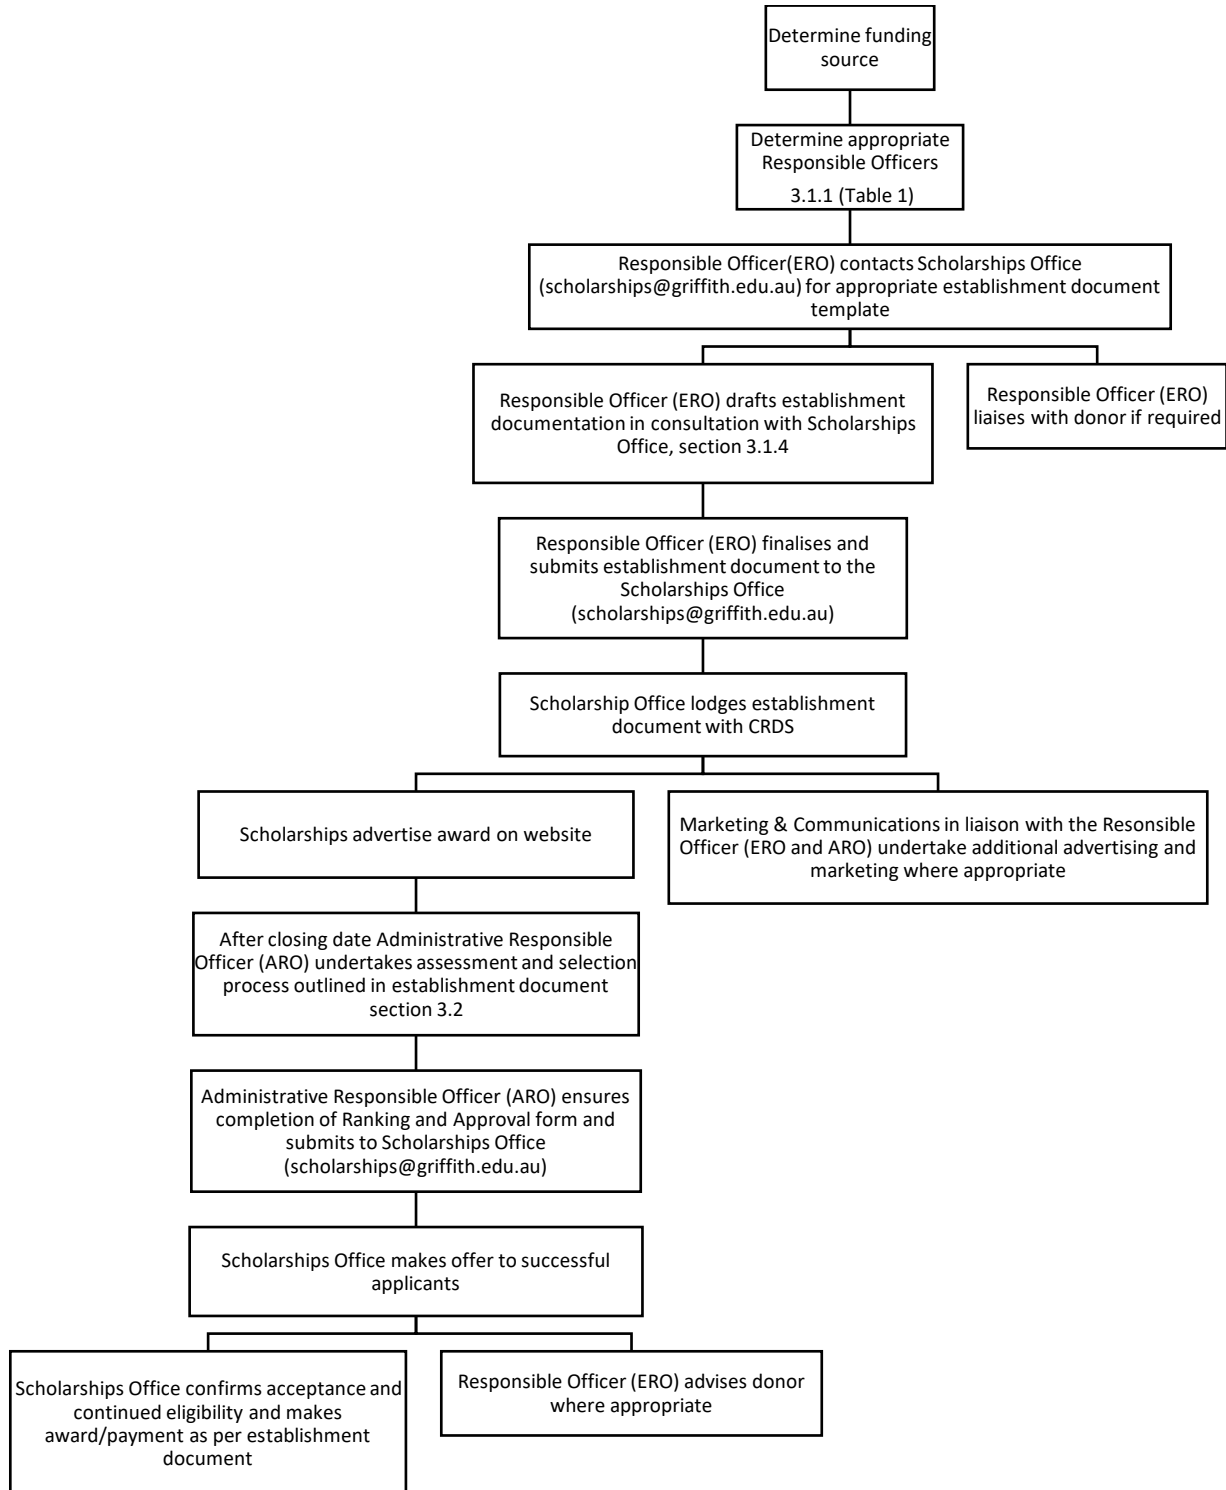 Determine funding
source
Determine appropriate
Responsible Officers
3.1.1 (Table 1)
Responsible Officer(ERO) contacts Scholarships Office
(scholarships@griffith.edu.au) for appropriate establishment document
template
Responsible Officer (ERO) drafts establishment
documentation in consultation with Scholarships
Office, section 3.1.4
Responsible Officer (ERO)
liaises with donor if required
Responsible Officer (ERO) finalises and
submits establishment document to the
Scholarships Office
(scholarships@griffith.edu.au)
Scholarship Office lodges establishment
document with CRDS
Scholarships advertise award on website
Marketing & Communications in liaison with the Resonsible
Officer (ERO and ARO) undertake additional advertising and
marketing where appropriate
After closing date Administrative Responsible
Officer (ARO) undertakes assessment and selection
process outlined in establishment document
section 3.2
Administrative Responsible Officer (ARO) ensures
completion of Ranking and Approval form and
submits to Scholarships Office
(scholarships@griffith.edu.au)
Scholarships Office makes offer to successful
applicants
Scholarships Office confirms acceptance and
continued eligibility and makes
award/payment as per establishment
document
Responsible Officer (ERO) advises donor
where appropriate